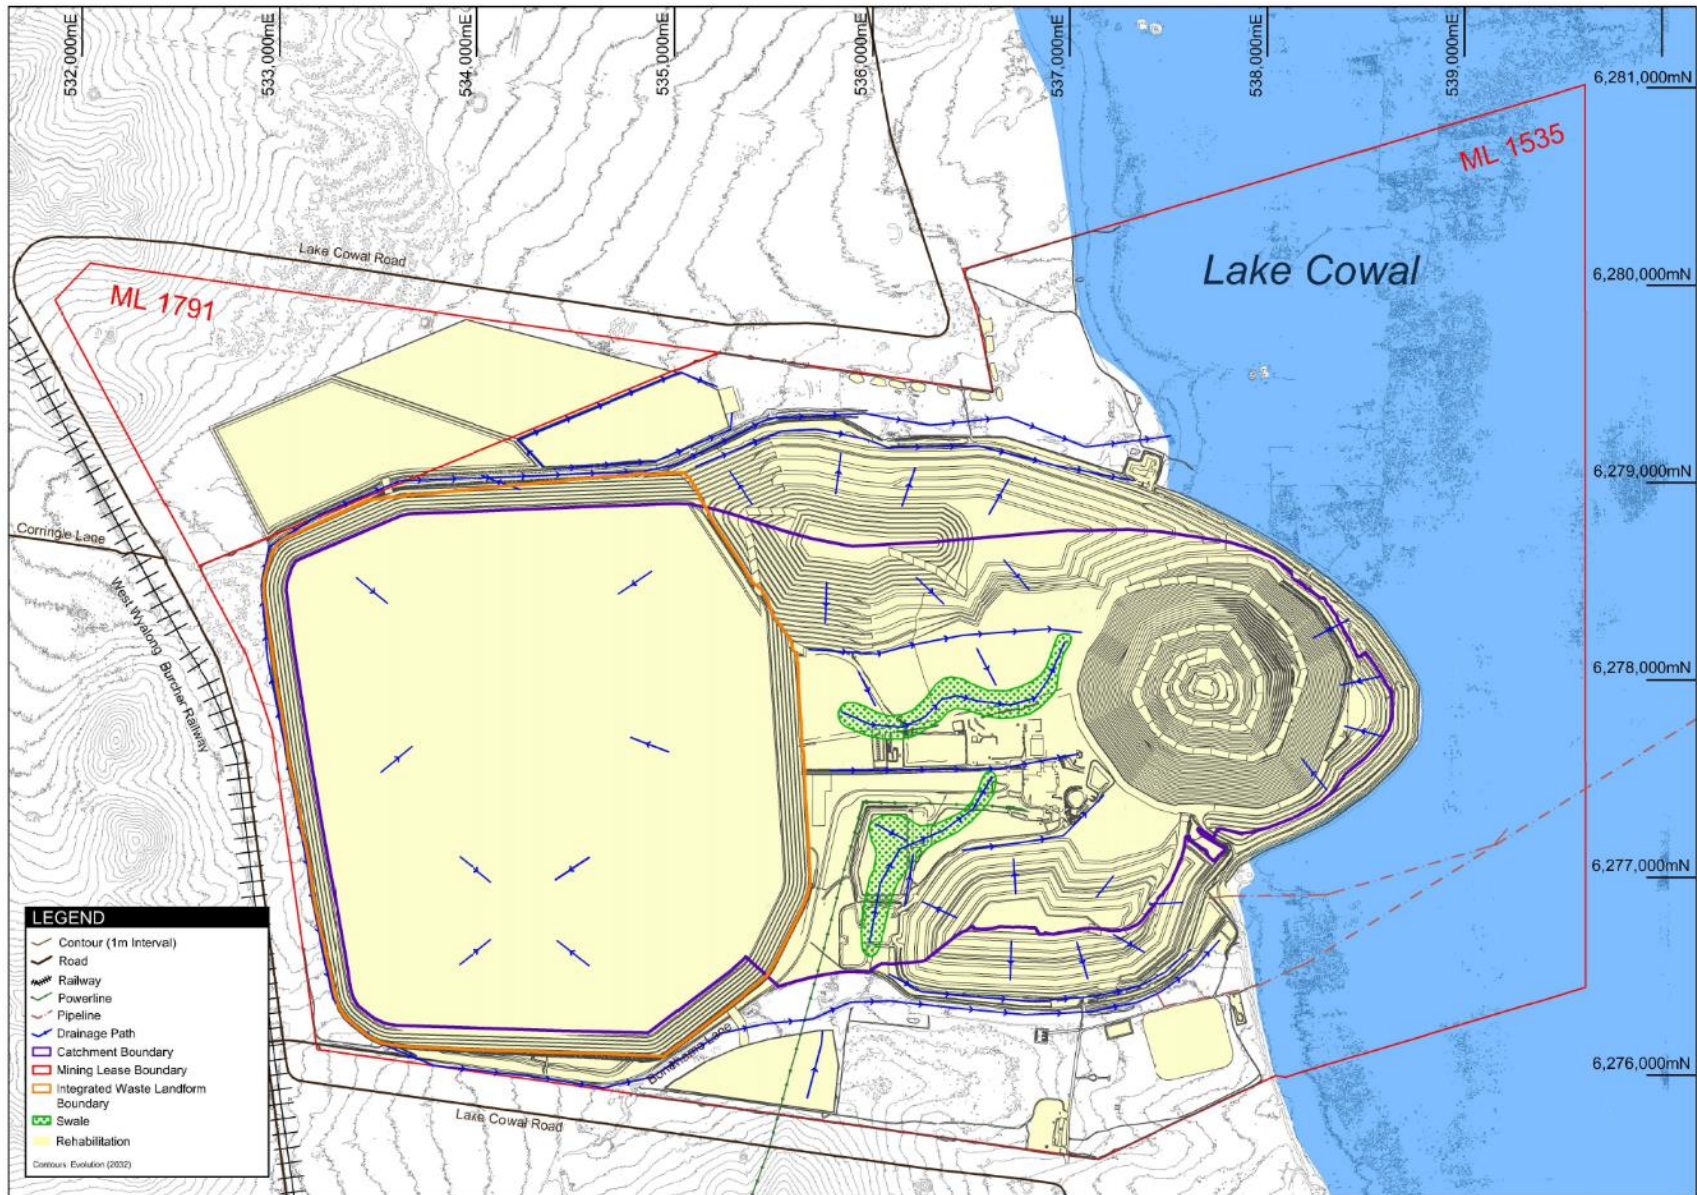 532,000mE
533,000mE
534,000mE
535,000mE
536,000mE
537,000mE
538,000mE
539,000mE
6,281,000mN
ML 1535
Lake Cowal
Lake Cowal Road
6,280,000mN
ML 1791
6,279,000mN
Corringle Lane
West Wyalong Burcher Railway
6,278,000mN
6,277,000mN
6,276,000mN
Bonehams Lane
Lake Cowal Road
LEGEND
Contour (1m Interval)
Road
Railway
Powerline
Pipeline
Drainage Path
Catchment Boundary
Mining Lease Boundary
Integrated Waste Landform
Boundary
Swale
Rehabilitation
Contours: Evolution (2032)